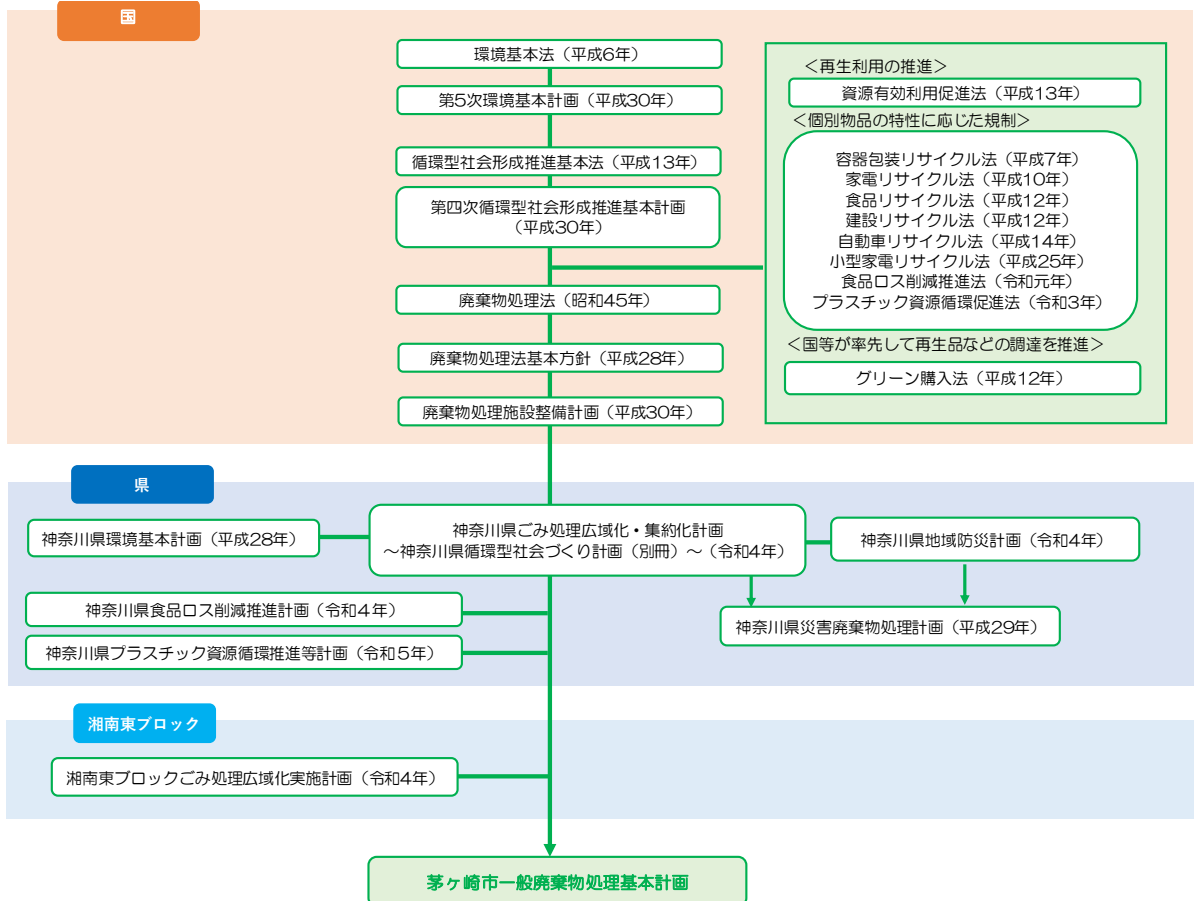 国
環境基本法（平成6年）
第5次環境基本計画（平成30年）
循環型社会形成推進基本法（平成13年）
第四次循環型社会形成推進基本計画
（平成30年）
廃棄物処理法（昭和45年）
廃棄物処理法基本方針（平成28年）
廃棄物処理施設整備計画（平成30年）
＜再生利用の推進＞
資源有効利用促進法（平成13年）
＜個別物品の特性に応じた規制＞
容器包装リサイクル法（平成7年）
家電リサイクル法（平成10年）
食品リサイクル法（平成12年）
建設リサイクル法（平成12年）
自動車リサイクル法（平成14年）
小型家電リサイクル法（平成25年）
食品ロス削減推進法（令和元年）
プラスチック資源循環促進法（令和3年）
＜国等が率先して再生品などの調達を推進＞
グリーン購入法（平成12年）
県
神奈川県環境基本計画（平成28年）
神奈川県ごみ処理広域化・集約化計画
～神奈川県循環型社会づくり計画（別冊）～（令和4年）
神奈川県地域防災計画（令和4年）
神奈川県食品ロス削減推進計画（令和４年）
神奈川県災害廃棄物処理計画（平成29年）
神奈川県プラスチック資源循環推進等計画（令和５年）
湘南東ブロック
湘南東ブロックごみ処理広域化実施計画（令和4年）
茅ヶ崎市一般廃棄物処理基本計画